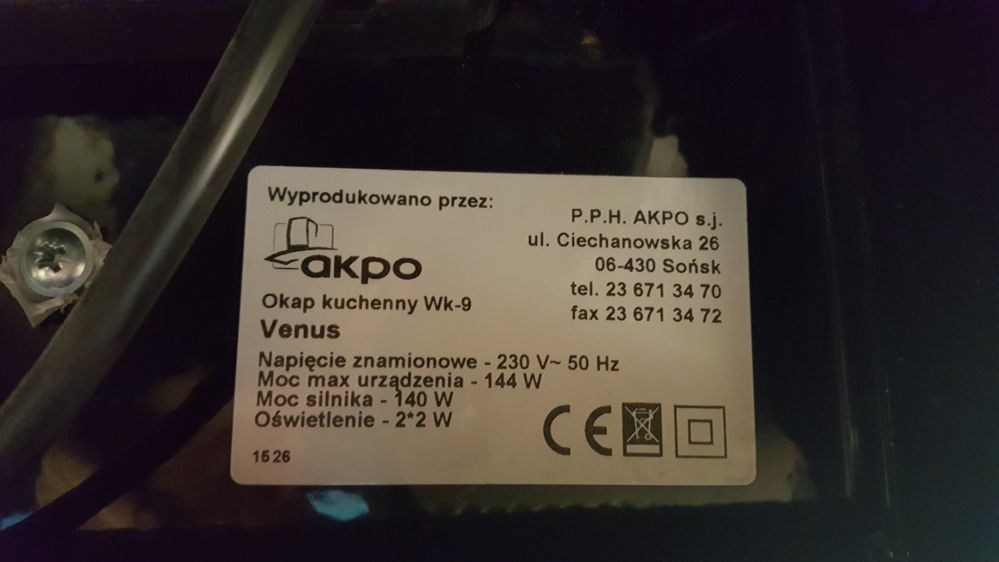 Wyprodukowano przez:
akpo
Okap kuchenny Wk-9
Venus
P.P.H. AKPO s.j.
ul. Ciechanowska 26
06-430 Sońsk
tel. 23 671 34 70
fax 23 671 34 72
Napięcie znamionowe - 230 V~ 50 Hz
Moc max urządzenia - 144 W
Moc silnika - 140 W
Oświetlenie - 2*2 W
CE
1526